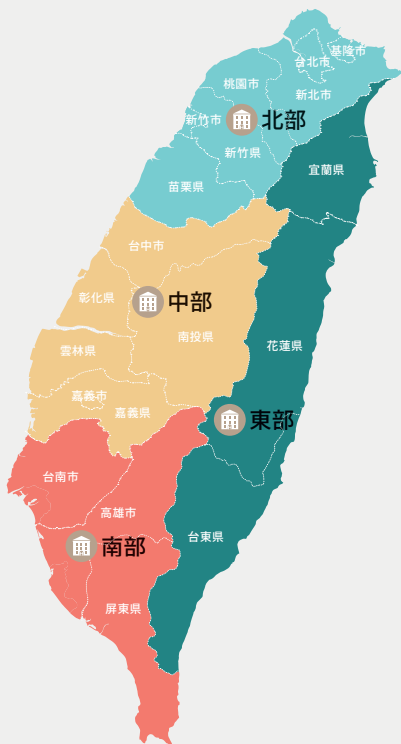 基隆市
台北市
桃園市
新北市
新竹市
北部
新竹県
宜蘭県
苗栗県
台中市
彰化県
中部
南投県
花蓮県
雲林県
嘉義市
嘉義県
東部
台南市
高雄市
台東県
南部
屏東県